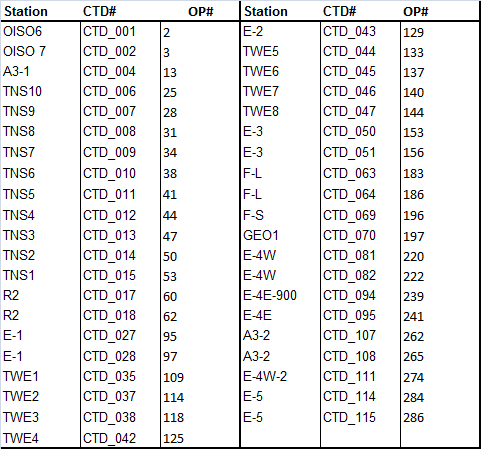 Station CTD# OP# Station CTD# OP#
OISO6 CTD_001 2 E-2 CTD_043 129
OISO 7 CTD_002 3 TWE5 CTD_044 133
A3-1 CTD_004 13 TWE6 CTD_045 137
TNS10 CTD_006 25 TWE7 CTD_046 140
TNS9 CTD_007 28 TWE8 CTD_047 144
TNS8 CTD_008 31 E-3 CTD_050 153
TNS7 CTD_009 34 E-3 CTD_051 156
TNS6 CTD_010 38 F-L CTD_063 183
TNS5 CTD_011 41 F-L CTD_064 186
TNS4 CTD_012 44 F-S CTD_069 196
TNS3 CTD_013 47 GEO1 CTD_070 197
TNS2 CTD_014 50 E-4W CTD_081 220
TNS1 CTD_015 53 E-4W CTD_082 222
R2 CTD_017 60 E-4E-900 CTD_094 239
R2 CTD_018 62 E-4E CTD_095 241
E-1 CTD_027 95 A3-2 CTD_107 262
E-1 CTD_028 97 A3-2 CTD_108 265
TWE1 CTD_035 109 E-4W-2 CTD_111 274
TWE2 CTD_037 114 E-5 CTD_114 284
TWE3 CTD_038 118 E-5 CTD_115 286
TWE4 CTD_042 125